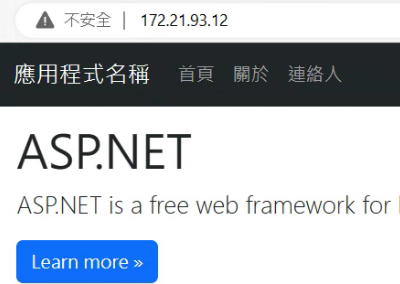 不安全 | 172.21.93.12
應用程式名稱 首頁 關於 連絡人
ASP.NET
ASP.NET is a free web framework for
Learn more »